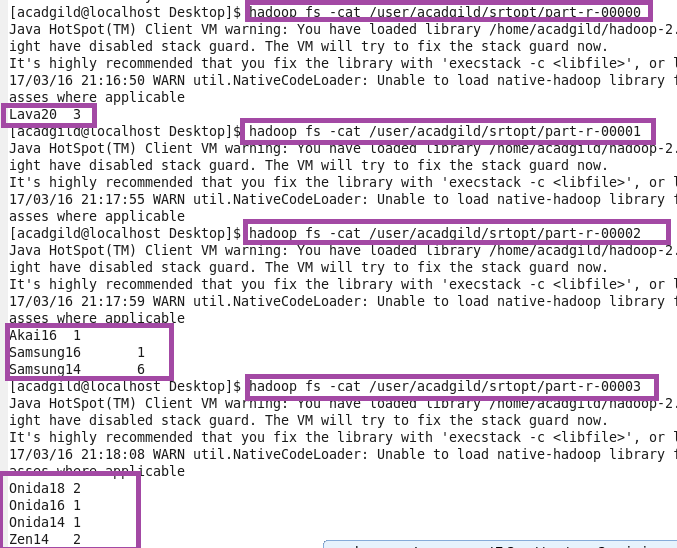 [acadgild@localhost Desktop]$ hadoop fs -cat /user/acadgild/srtopt/part-r-00000
Java HotSpot(TM) Client VM warning: You have loaded library /home/acadgild/hadoop-2.
ight have disabled stack guard. The VM will try to fix the stack guard now.
It's highly recommended that you fix the library with 'execstack -c <libfile>', or l
17/03/16 21:16:50 WARN util.NativeCodeLoader: Unable to load native-hadoop library f
asses where applicable
Lava20 3
[acadgild@localhost Desktop]$ hadoop fs -cat /user/acadgild/srtopt/part-r-00001
Java HotSpot(TM) Client VM warning: You have loaded library /home/acadgild/hadoop-2.
ight have disabled stack guard. The VM will try to fix the stack guard now.
It's highly recommended that you fix the library with 'execstack -c <libfile>', or l
17/03/16 21:17:55 WARN util.NativeCodeLoader: Unable to load native-hadoop library f
asses where applicable
[acadgild@localhost Desktop]$ hadoop fs -cat /user/acadgild/srtopt/part-r-00002
Java HotSpot(TM) Client VM warning: You have loaded library /home/acadgild/hadoop-2.
ight have disabled stack guard. The VM will try to fix the stack guard now.
It's highly recommended that you fix the library with 'execstack -c <libfile>', or l
17/03/16 21:17:59 WARN util.NativeCodeLoader: Unable to load native-hadoop library f
asses where applicable
Akai16 1
Samsung16 1
Samsung14 6
[acadgild@localhost Desktop]$ hadoop fs -cat /user/acadgild/srtopt/part-r-00003
Java HotSpot(TM) Client VM warning: You have loaded library /home/acadgild/hadoop-2.
ight have disabled stack guard. The VM will try to fix the stack guard now.
It's highly recommended that you fix the library with 'execstack -c <libfile>', or l
17/03/16 21:18:08 WARN util.NativeCodeLoader: Unable to load native-hadoop library f
asses where applicable
Onida18 2
Onida16 1
Onida14 1
Zen14 2